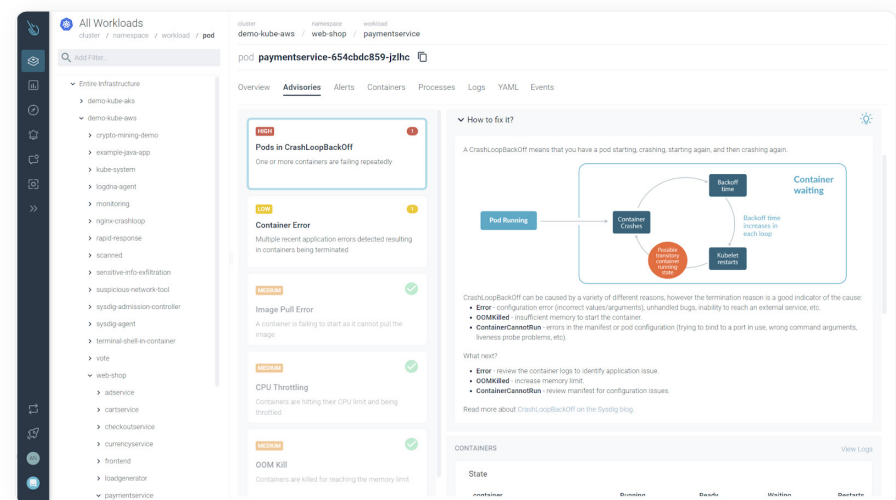 All Workloads
cluster / namespace / workload / pod
Add Filter...
Entire Infrastructure
demo-kube-aks
demo-kube-aws
crypto-mining-demo
example-java-app
kube-system
logdna-agent
monitoring
nginx-crashloop
rapid-response
scanned
sensitive-info-exfiltration
suspicious-network-tool
sysdig-admission-controller
sysdig-agent
terminal-shell-in-container
vote
web-shop
adservice
cartservice
checkoutservice
currencyservice
frontend
loadgenerator
paymentservice
AN
cluster namespace workload
demo-kube-aws / web-shop / paymentservice
pod paymentservice-654cbdc859-jzlhc
Overview Advisories Alerts Containers Processes Logs YAML Events
HIGH 1
Pods in CrashLoopBackOff
One or more containers are failing repeatedly
LOW 1
Container Error
Multiple recent application errors detected resulting
in containers being terminated
MEDIUM
Image Pull Error
A container is failing to start as it cannot pull the
image
MEDIUM
CPU Throttling
Containers are hitting their CPU limit and being
throttled
MEDIUM
OOM Kill
Containers are killed for reaching the memory limit
How to fix it?
A CrashLoopBackOff means that you have a pod starting, crashing, starting again, and then crashing again.
Container
waiting
Backoff
time
Pod Running
Container
Crashes
Backoff time
increases in
each loop
Possible
transitory
container
running
state
Kubelet
restarts
CrashLoopBackOff can be caused by a variety of different reasons, however the termination reason is a good indicator of the cause:
• Error - configuration error (incorrect values/arguments), unhandled bugs, inability to reach an external service, etc.
• OOMKilled - insufficient memory to start the container.
• ContainerCannotRun - errors in the manifest or pod configuration (trying to bind to a port in use, wrong command arguments,
liveness probe problems, etc).
What next?
• Error - review the container logs to identify application issue.
• OOMKilled - increase memory limit.
• ContainerCannotRun - review manifest for configuration issues.
Read more about CrashLoopBackOff on the Sysdig blog.
CONTAINERS View Logs
State
container Running Ready Waiting Restarts